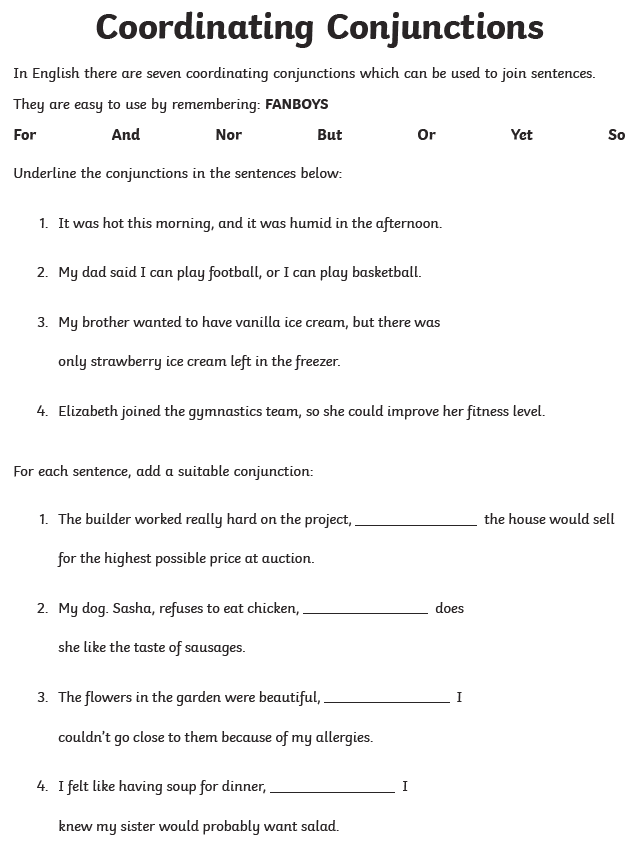 Coordinating Conjunctions
In English there are seven coordinating conjunctions which can be used to join sentences.
They are easy to use by remembering: FANBOYS
For And Nor But Or Yet So
Underline the conjunctions in the sentences below:
1. It was hot this morning, and it was humid in the afternoon.
2. My dad said I can play football, or I can play basketball.
3. My brother wanted to have vanilla ice cream, but there was
only strawberry ice cream left in the freezer.
4. Elizabeth joined the gymnastics team, so she could improve her fitness level.
For each sentence, add a suitable conjunction:
1. The builder worked really hard on the project, ________________ the house would sell
for the highest possible price at auction.
2. My dog. Sasha, refuses to eat chicken, ________________ does
she like the taste of sausages.
3. The flowers in the garden were beautiful, ________________ I
couldn't go close to them because of my allergies.
4. I felt like having soup for dinner, ________________ I
knew my sister would probably want salad.